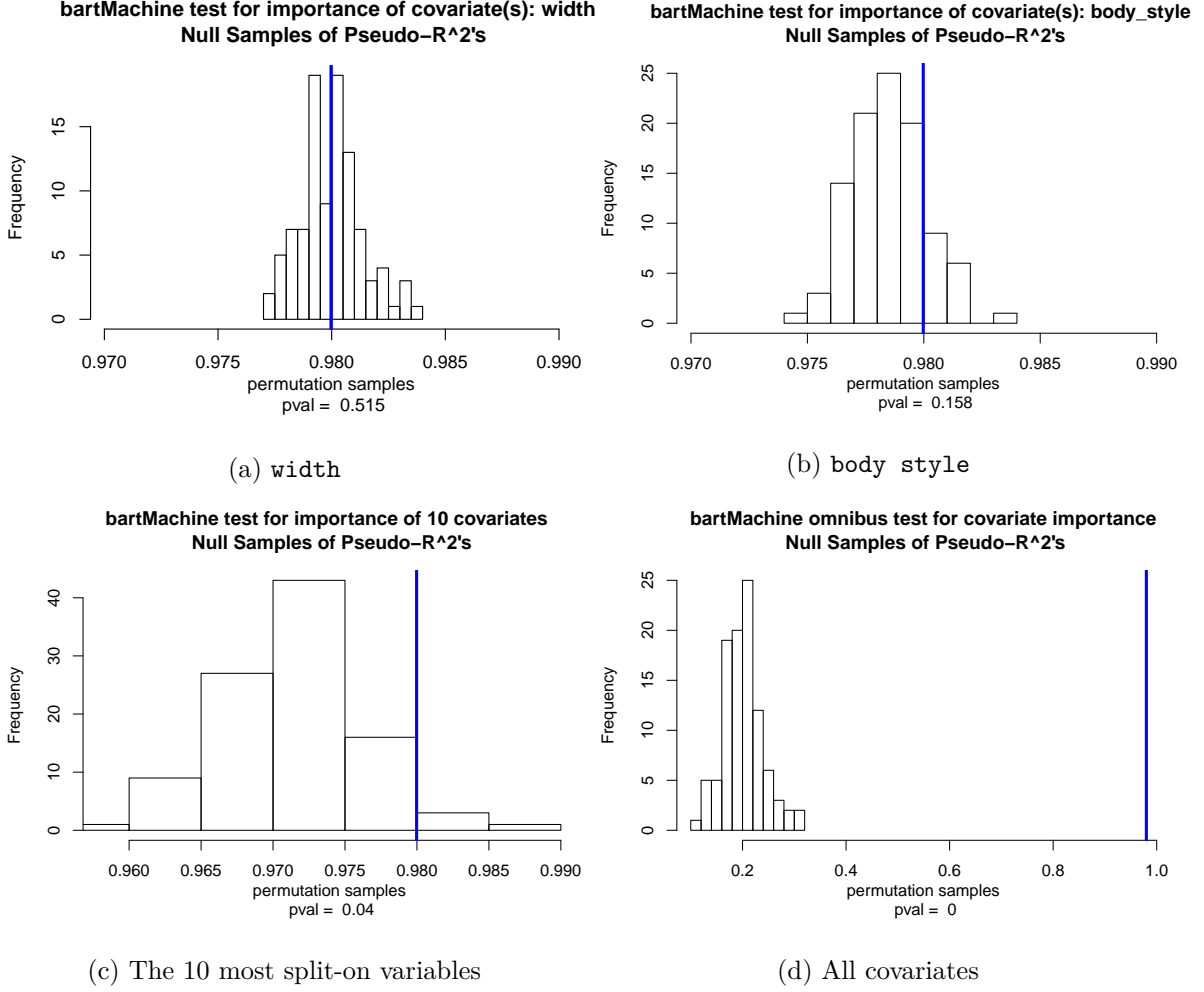 bartMachine test for importance of covariate(s): width
Null Samples of Pseudo−R^2's
Frequency
15
10
5
0
0.970 0.975 0.980 0.985 0.990
permutation samples
pval = 0.515
(a) width
bartMachine test for importance of covariate(s): body_style
Null Samples of Pseudo−R^2's
Frequency
25
20
15
10
5
0
0.970 0.975 0.980 0.985 0.990
permutation samples
pval = 0.158
(b) body style
bartMachine test for importance of 10 covariates
Null Samples of Pseudo−R^2's
Frequency
40
30
20
10
0
0.960 0.965 0.970 0.975 0.980 0.985 0.990
permutation samples
pval = 0.04
(c) The 10 most split-on variables
bartMachine omnibus test for covariate importance
Null Samples of Pseudo−R^2's
Frequency
25
20
15
10
5
0
0.2 0.4 0.6 0.8 1.0
permutation samples
pval = 0
(d) All covariates